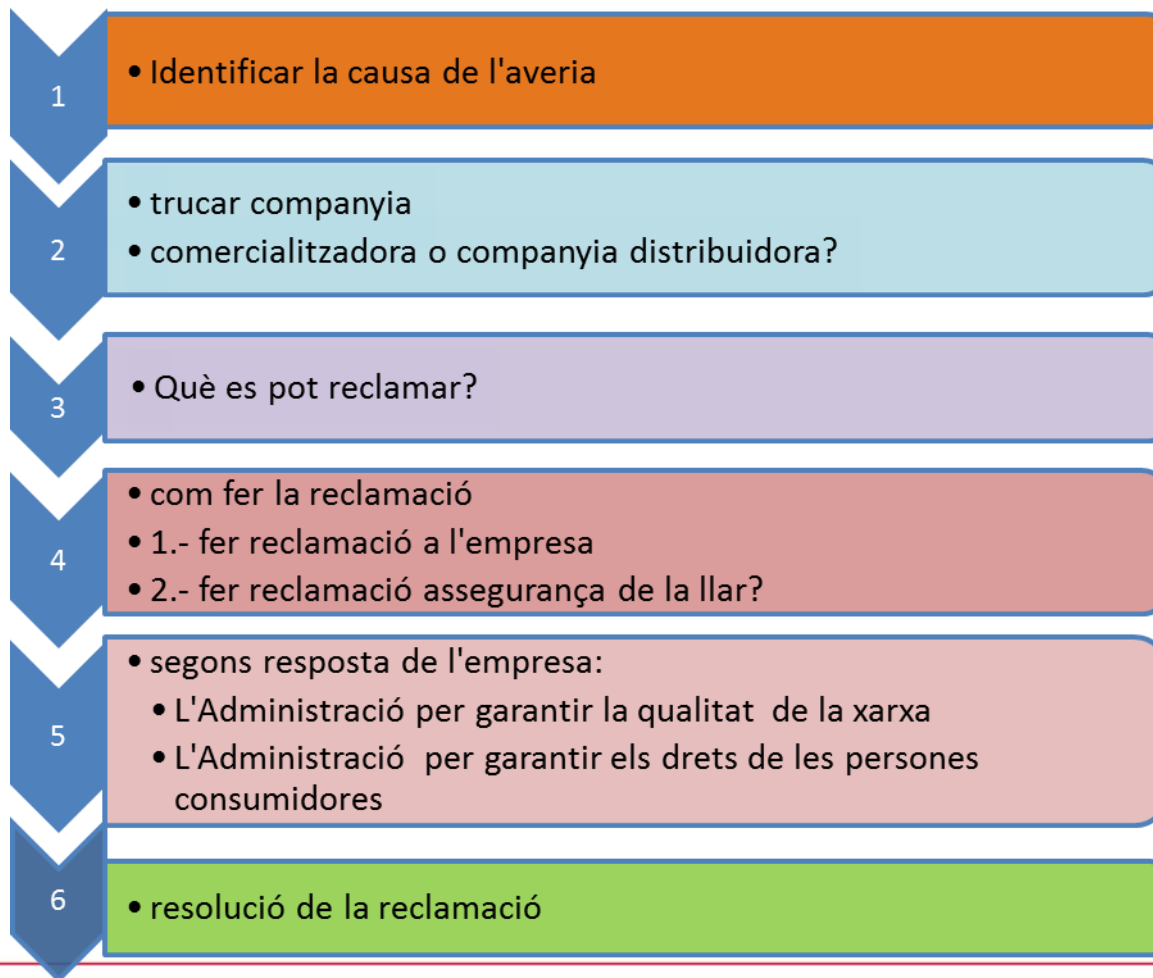 1
• Identificar la causa de l'averia
2
• trucar companyia
• comercialitzadora o companyia distribuidora?
3
• Què es pot reclamar?
4
• com fer la reclamació
• 1.- fer reclamació a l'empresa
• 2.- fer reclamació assegurança de la llar?
5
• segons resposta de l'empresa:
• L'Administració per garantir la qualitat de la xarxa
• L'Administració per garantir els drets de les persones
consumidores
6
• resolució de la reclamació